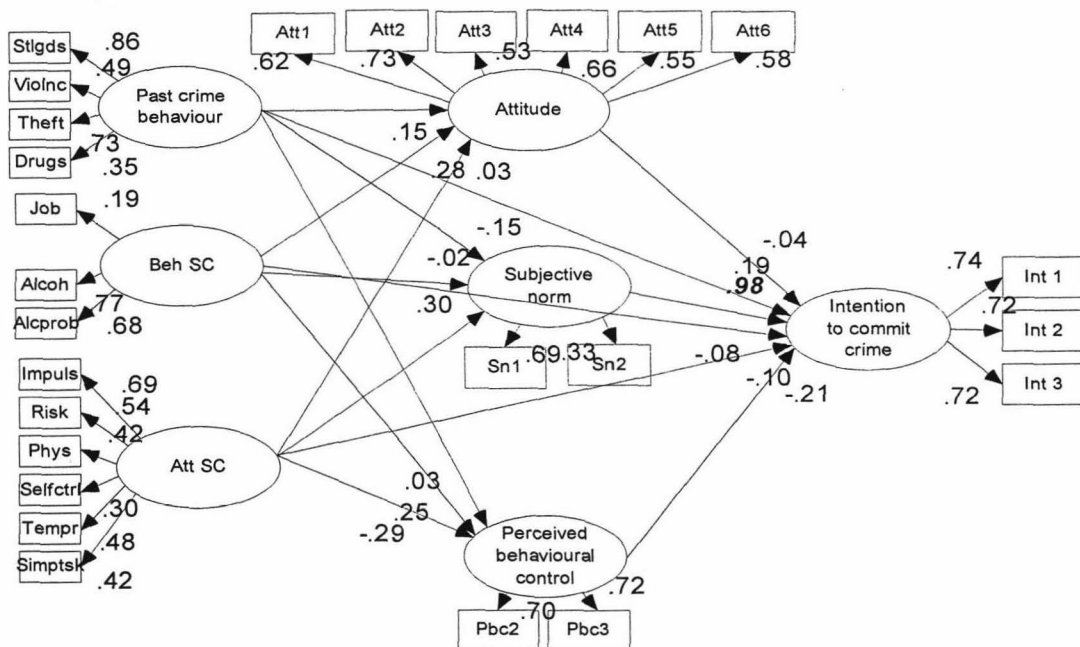 Att1
Att2
Att3
Att4
Att5
Att6
.62
.73
.53
.66
.55
.58
Stlgds
Violnc
Theft
Drugs
.86
.49
.73
.35
Past crime
behaviour
Attitude
.15
.28
.03
Job
.19
Alcoh
Alcprob
.77
.68
Beh SC
-.15
-.02
.30
Subjective
norm
Sn1
.69
.33
Sn2
-.04
.19
.98
-.08
-.10
-.21
Intention
to commit
crime
.74
.72
.72
Int 1
Int 2
Int 3
Impuls
Risk
Phys
Selfctrl
Tempr
Simptsk
.69
.54
.42
.30
.48
.42
Att SC
.03
.25
-.29
Perceived
behavioural
control
.70
.72
Pbc2
Pbc3